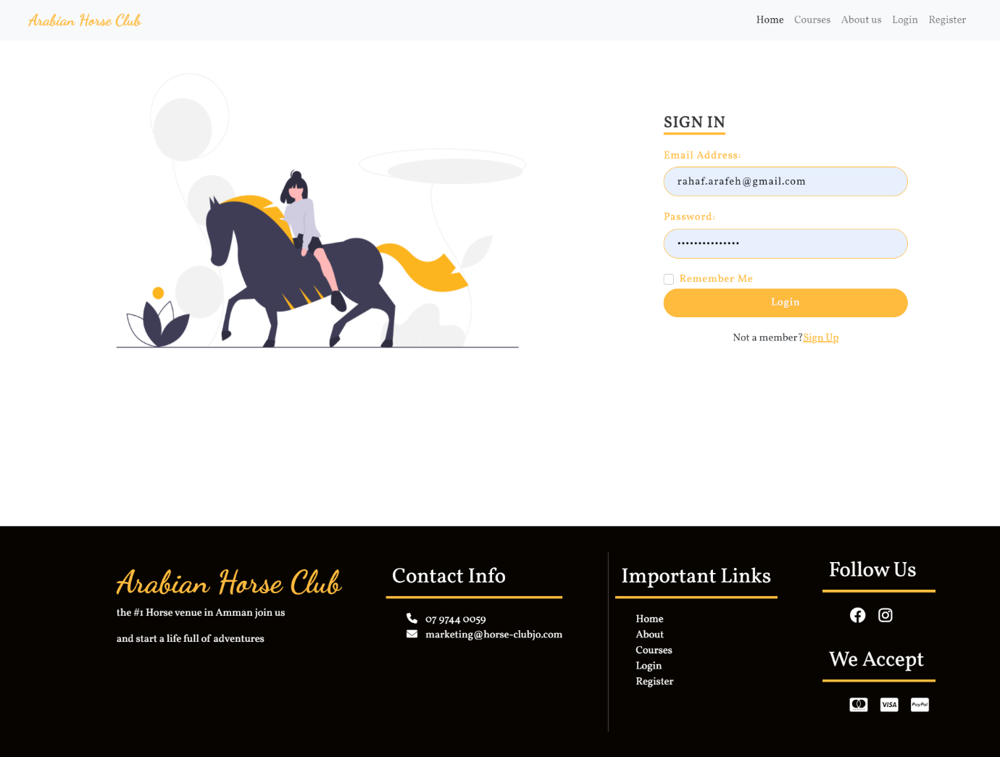 Arabian Horse Club
Home Courses About us Login Register
SIGN IN
Email Address:
rahaf.arafeh@gmail.com
Password:
•••••••••••••••
Remember Me
Login
Not a member?Sign Up
Arabian Horse Club
the #1 Horse venue in Amman join us
and start a life full of adventures
Contact Info
07 9744 0059
marketing@horse-clubjo.com
Important Links
Home
About
Courses
Login
Register
Follow Us
We Accept
VISA
PayPal